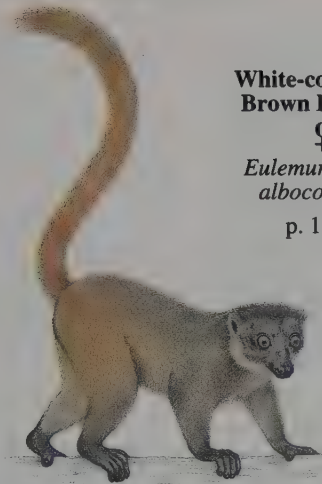 White-co
Brown
♀
Eulemur
alboco
p. 1